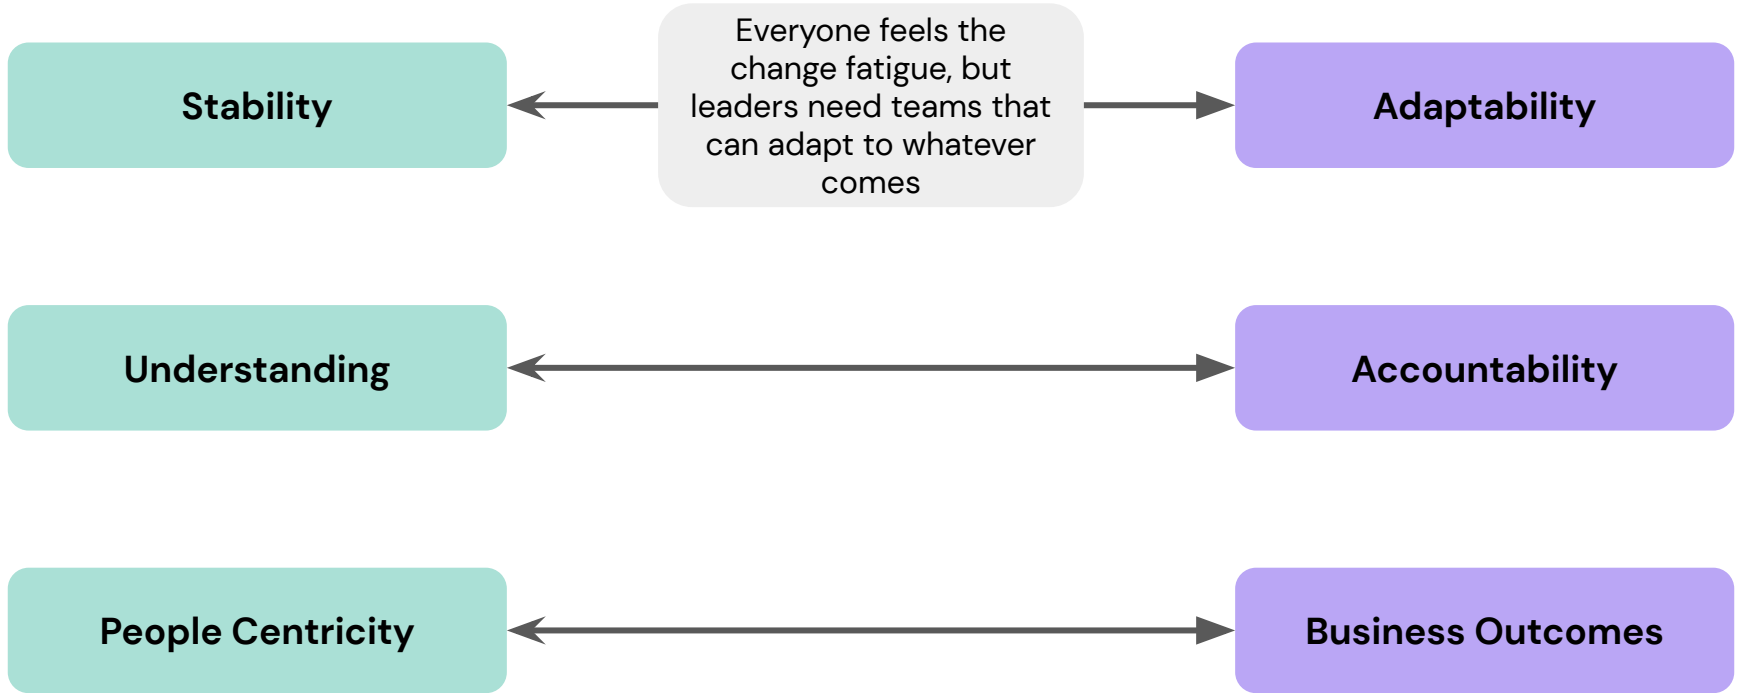 Stability
Everyone feels the
change fatigue, but
leaders need teams that
can adapt to whatever
comes
Adaptability
Understanding
Accountability
People Centricity
Business Outcomes